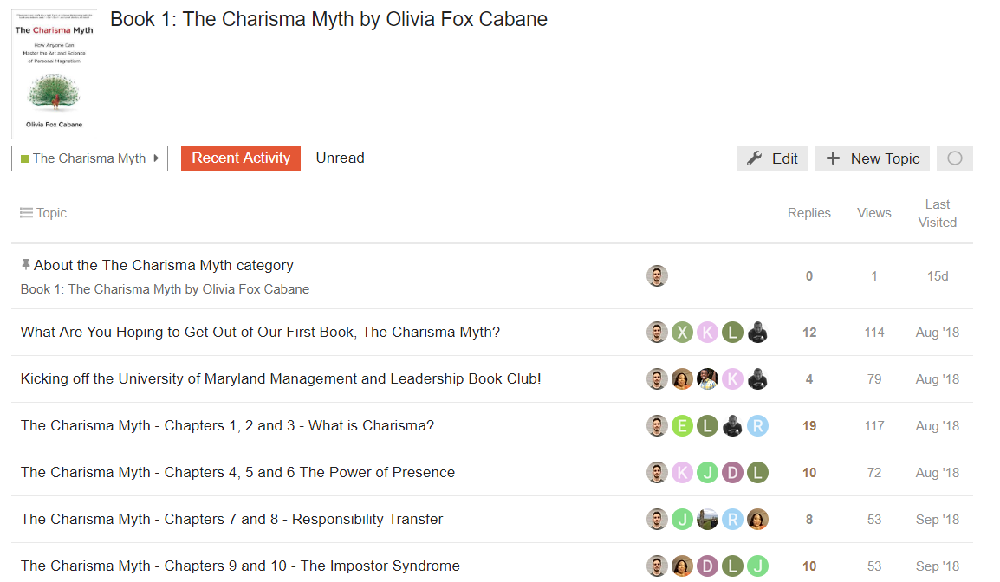 Book 1: The Charisma Myth by Olivia Fox Cabane
The Charisma Myth
How Anyone Can
Master the Art and Science
of Personal Magnetism
Olivia Fox Cabane
The Charisma Myth
Recent Activity
Unread
Edit
New Topic
Topic
Replies
Views
Last
Visited
About the The Charisma Myth category
Book 1: The Charisma Myth by Olivia Fox Cabane
0
1
15d
What Are You Hoping to Get Out of Our First Book, The Charisma Myth?
X K L
12
114
Aug '18
Kicking off the University of Maryland Management and Leadership Book Club!
K
4
79
Aug '18
The Charisma Myth - Chapters 1, 2 and 3 - What is Charisma?
E L R
19
117
Aug '18
The Charisma Myth - Chapters 4, 5 and 6 The Power of Presence
K J D L
10
72
Aug '18
The Charisma Myth - Chapters 7 and 8 - Responsibility Transfer
J R
8
53
Sep '18
The Charisma Myth - Chapters 9 and 10 - The Impostor Syndrome
D L J
10
53
Sep '18